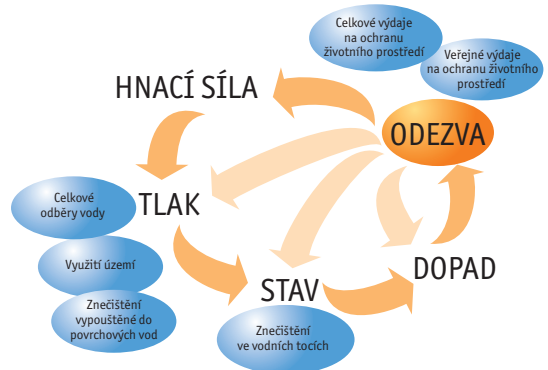 Celkové výdaje
na ochranu
životního prostředí
Veřejné výdaje
na ochranu životního
prostředí
HNACÍ SÍLA
ODEZVA
Celkové
odběry vody
TLAK
Využití území
Znečištění
vypouštěné do
povrchových vod
STAV
DOPAD
Znečištění
ve vodních tocích